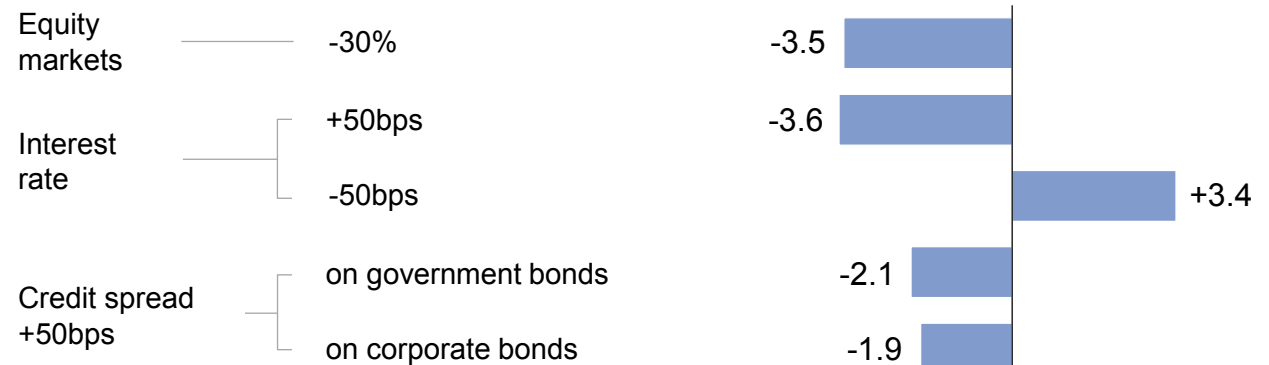 Equity
markets
-30%
-3.5
Interest
rate
+50bps
-3.6
-50bps
+3.4
Credit spread
+50bps
on government bonds
-2.1
on corporate bonds
-1.9